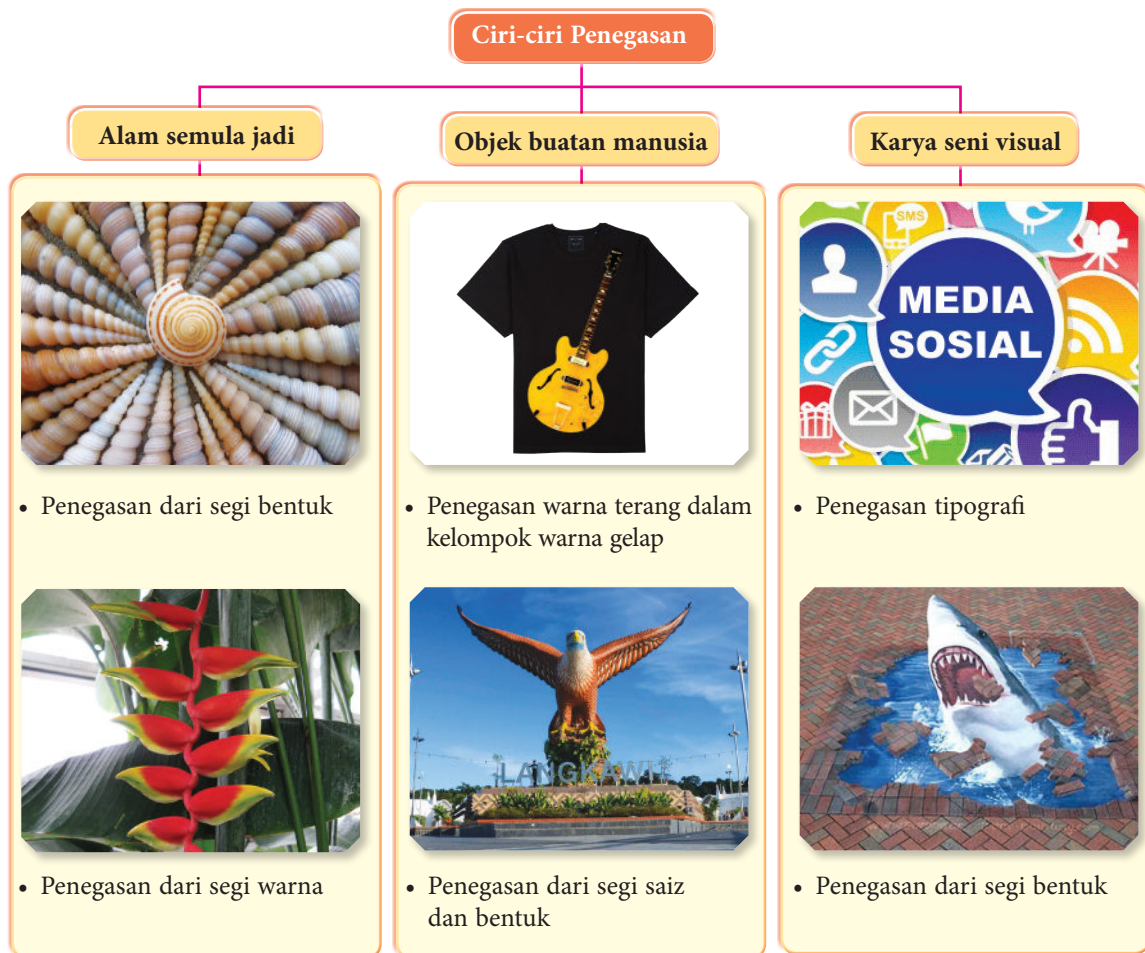 Ciri-ciri Penegasan
Alam semula jadi
Objek buatan manusia
Karya seni visual
SMS
MEDIA
SOSIAL
• Penegasan dari segi bentuk
• Penegasan warna terang dalam
kelompok warna gelap
• Penegasan tipografi
LANGKAWI
• Penegasan dari segi warna
• Penegasan dari segi saiz
dan bentuk
• Penegasan dari segi bentuk